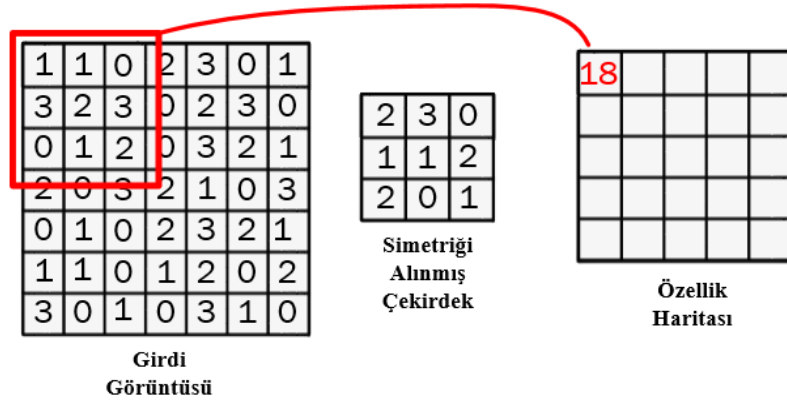 1 1 0 2 3 0 1
3 2 3 0 2 3 0
0 1 2 0 3 2 1
2 0 3 2 1 0 3
0 1 0 2 3 2 1
1 1 0 1 2 0 2
3 0 1 0 3 1 0
Girdi
Görüntüsü
2 3 0
1 1 2
2 0 1
Simetriği
Alınmış
Çekirdek
18
Özellik
Haritası